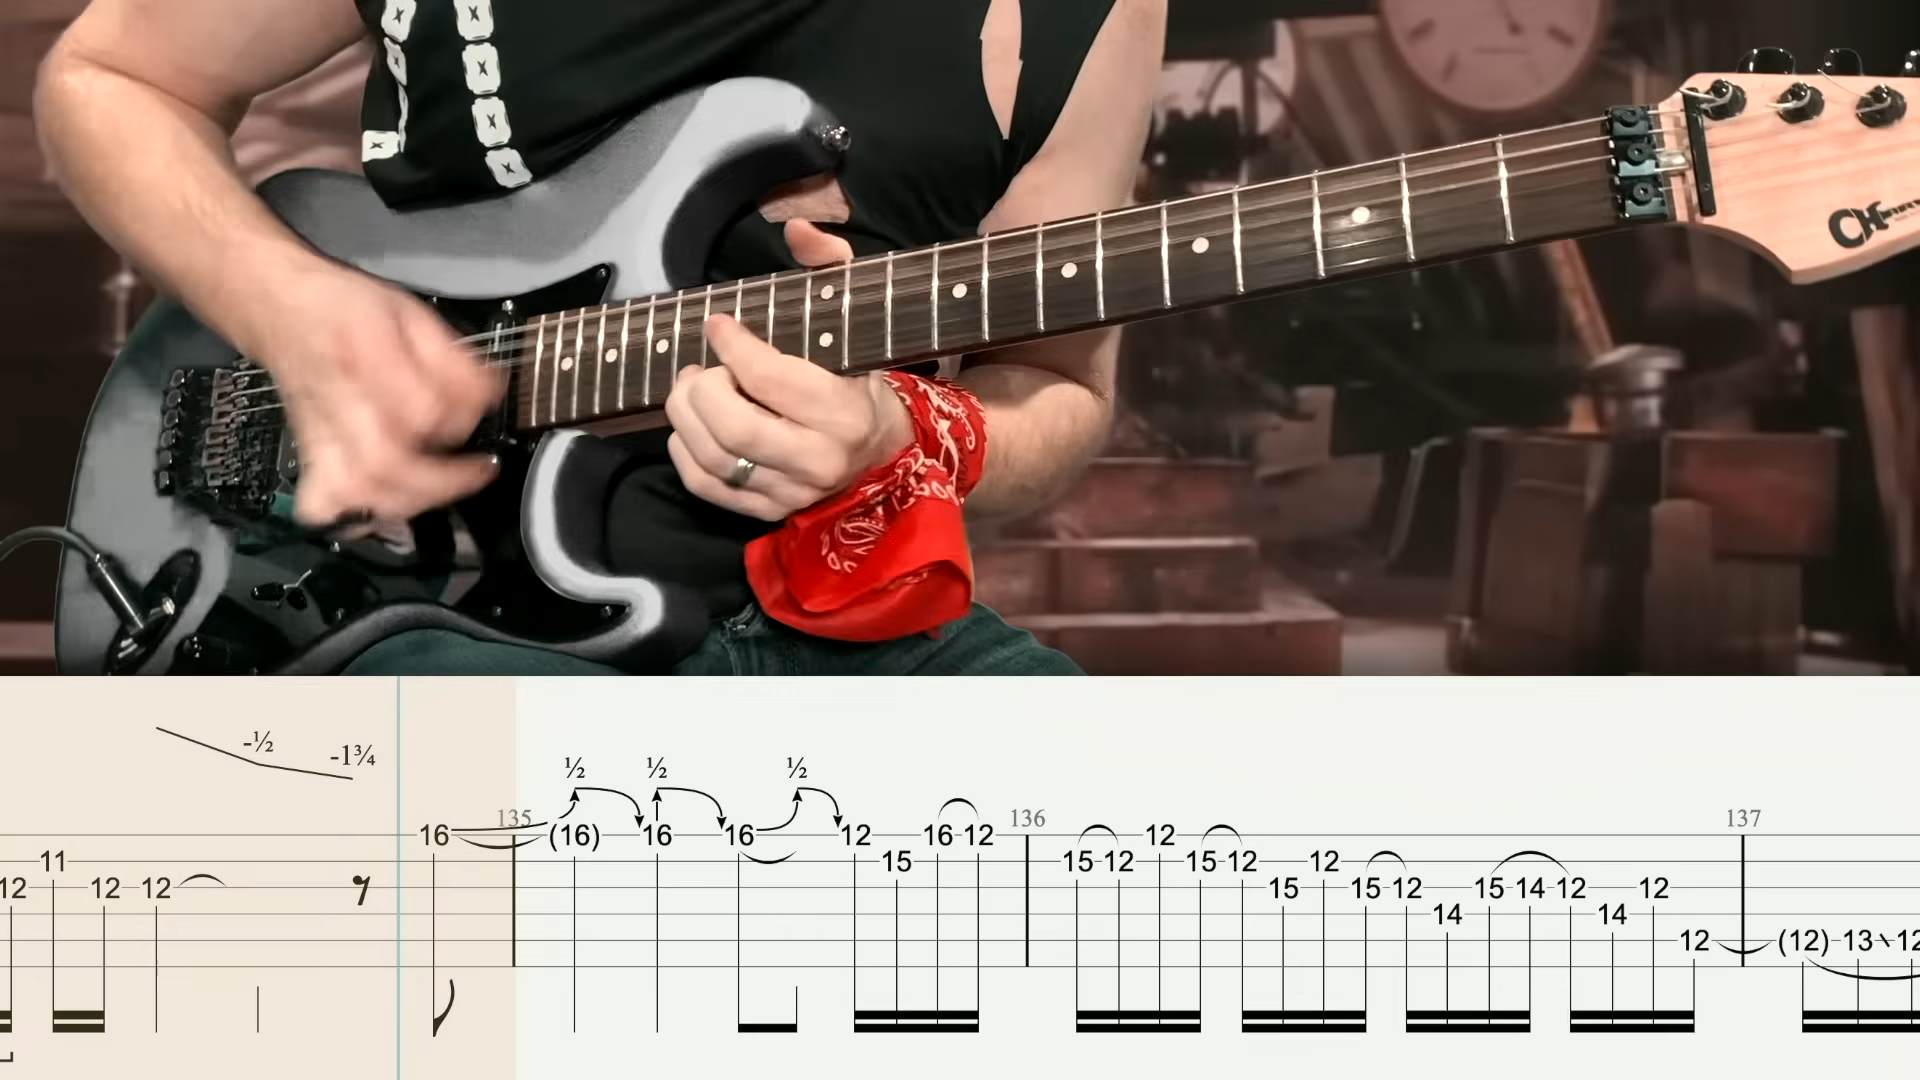 -½
-1¾
½ ½ ½
135 136 137
16 (16) 16 16 12 16 12 12
11 15 15 12 15 12 12
12 12 12 15 15 12 15 14 12 12
14 14
12 (12) 13 12
CH